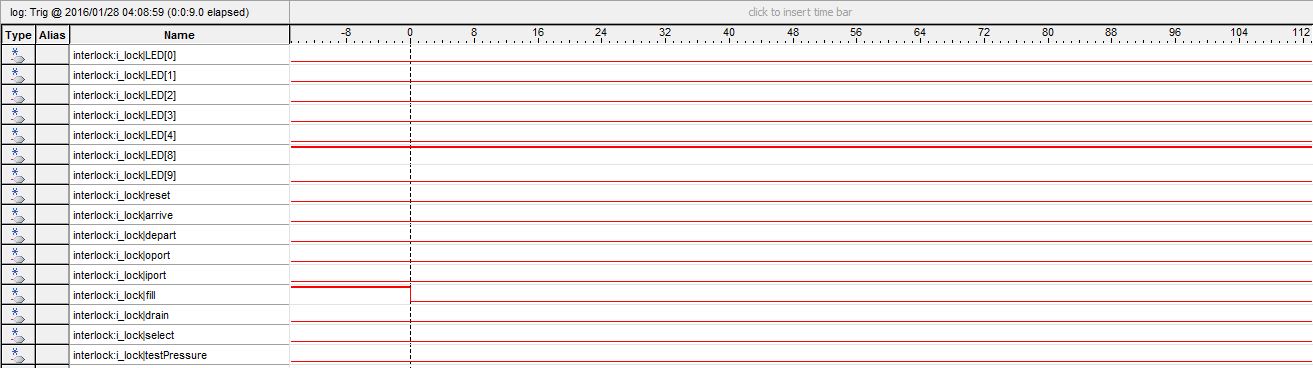 log: Trig @ 2016/01/28 04:08:59 (0:0:9.0 elapsed) click to insert time bar
Type Alias Name -8 0 8 16 24 32 40 48 56 64 72 80 88 96 104 112
interlock:i_lock|LED[0]
interlock:i_lock|LED[1]
interlock:i_lock|LED[2]
interlock:i_lock|LED[3]
interlock:i_lock|LED[4]
interlock:i_lock|LED[8]
interlock:i_lock|LED[9]
interlock:i_lock|reset
interlock:i_lock|arrive
interlock:i_lock|depart
interlock:i_lock|oport
interlock:i_lock|iport
interlock:i_lock|fill
interlock:i_lock|drain
interlock:i_lock|select
interlock:i_lock|testPressure